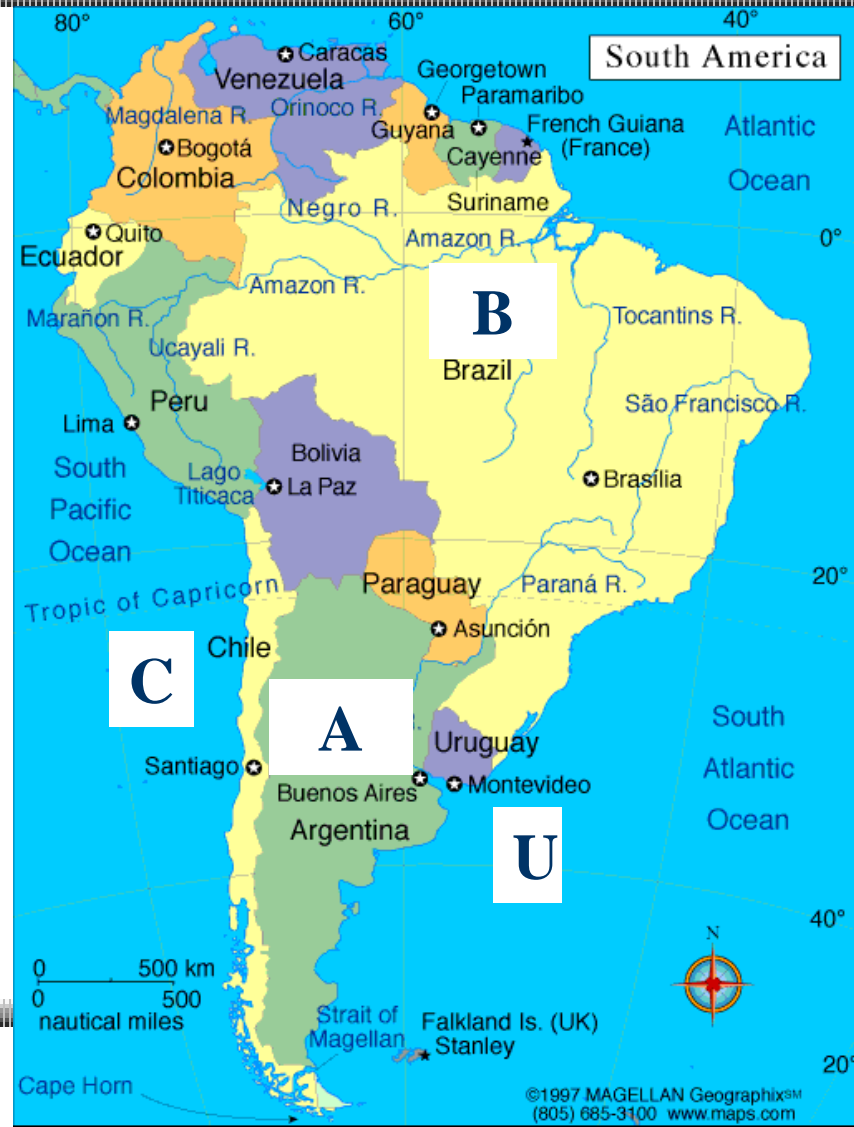 80°
60°
40°
South America
Caracas
Venezuela
Georgetown
Paramaribo
Magdalena R.
Orinoco R.
Guyana
French Guiana
(France)
Atlantic
Ocean
Bogotá
Cayenne
Colombia
Suriname
Negro R.
Quito
Amazon R.
0°
Ecuador
Amazon R.
B
Marañon R.
Tocantins R.
Ucayali R.
Brazil
Peru
São Francisco R.
Lima
Bolivia
South
Pacific
Ocean
Lago
Titicaca
La Paz
Brasília
20°
Tropic of Capricorn
Paraguay
Paraná R.
Asunción
Chile
C
A
South
Atlantic
Ocean
Uruguay
Santiago
Buenos Aires
Montevideo
Argentina
U
40°
N
0 500 km
0 500
nautical miles
Strait of
Magellan
Falkland Is. (UK)
Stanley
20°
Cape Horn
©1997 MAGELLAN Geographix℠
(805) 685-3100 www.maps.com